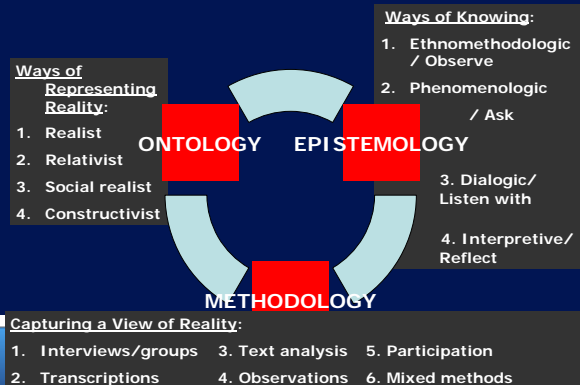 Ways of Knowing:
1. Ethnomethodologic
/ Observe
2. Phenomenologic
/ Ask
3. Dialogic/
Listen with
4. Interpretive/
Reflect
Ways of
Representing
Reality:
1. Realist
2. Relativist
3. Social realist
4. Constructivist
ONTOLOGY
EPISTEMOLOGY
METHODOLOGY
Capturing a View of Reality:
1. Interviews/groups 3. Text analysis 5. Participation
2. Transcriptions 4. Observations 6. Mixed methods